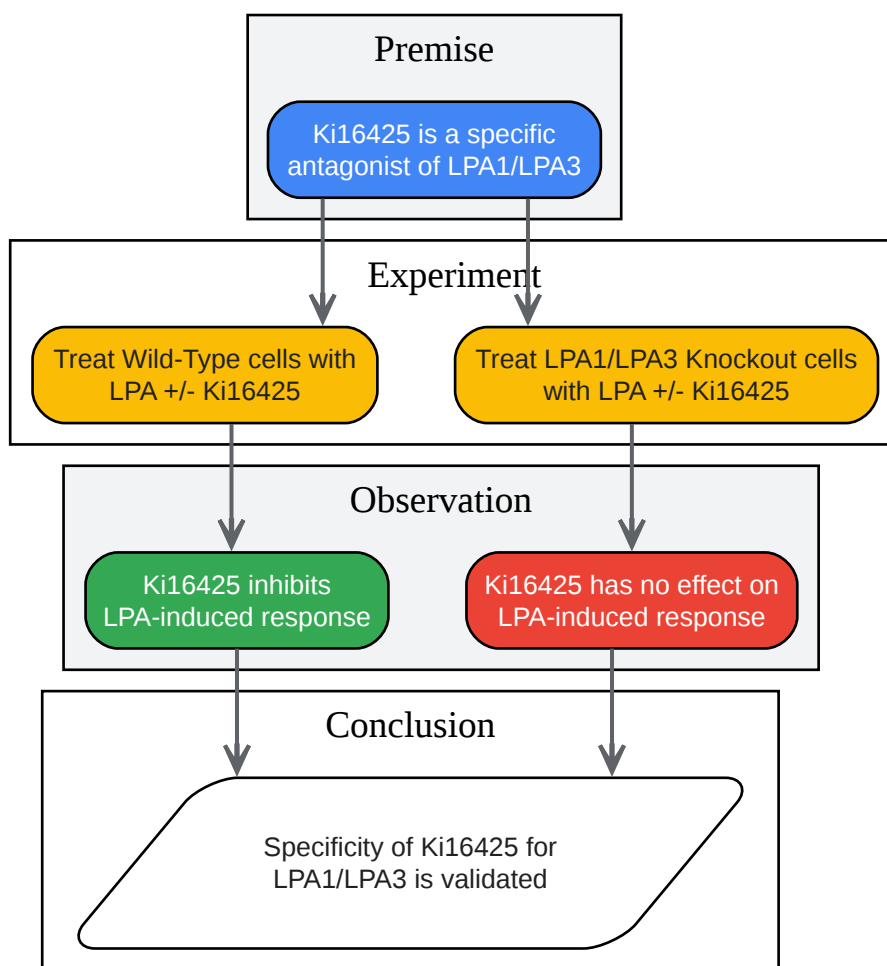 Premise
Ki16425 is a specific
antagonist of LPA1/LPA3
Experiment
Treat Wild-Type cells with
LPA +/- Ki16425
Treat LPA1/LPA3 Knockout cells
with LPA +/- Ki16425
Observation
Ki16425 inhibits
LPA-induced response
Ki16425 has no effect on
LPA-induced response
Conclusion
Specificity of Ki16425 for
LPA1/LPA3 is validated